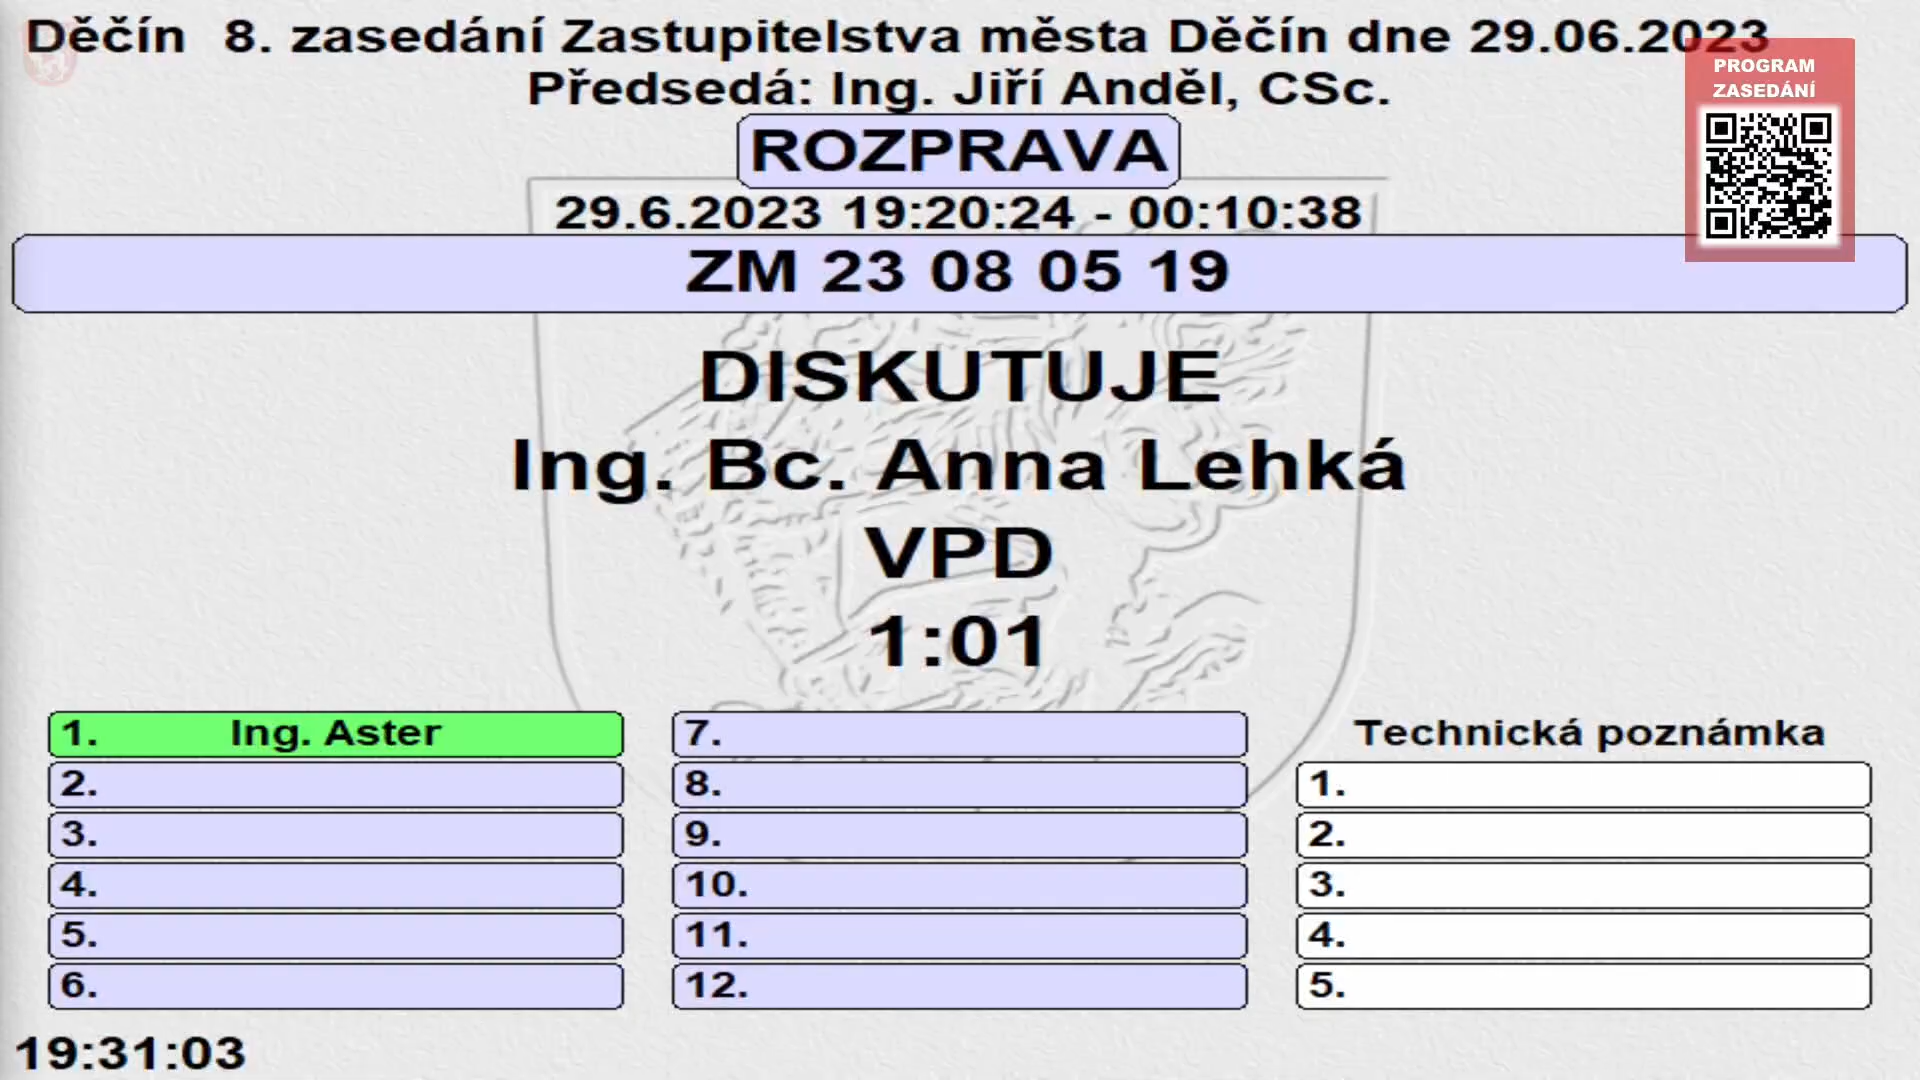 Děčín 8. zasedání Zastupitelstva města Děčín dne 29.06.2023
Předsedá: Ing. Jiří Anděl, CSc.
PROGRAM
ZASEDÁNÍ
ROZPRAVA
29.6.2023 19:20:24 - 00:10:38
ZM 23 08 05 19
DISKUTUJE
Ing. Bc. Anna Lehká
VPD
1:01
1. Ing. Aster
2.
3.
4.
5.
6.
7.
8.
9.
10.
11.
12.
Technická poznámka
1.
2.
3.
4.
5.
19:31:03